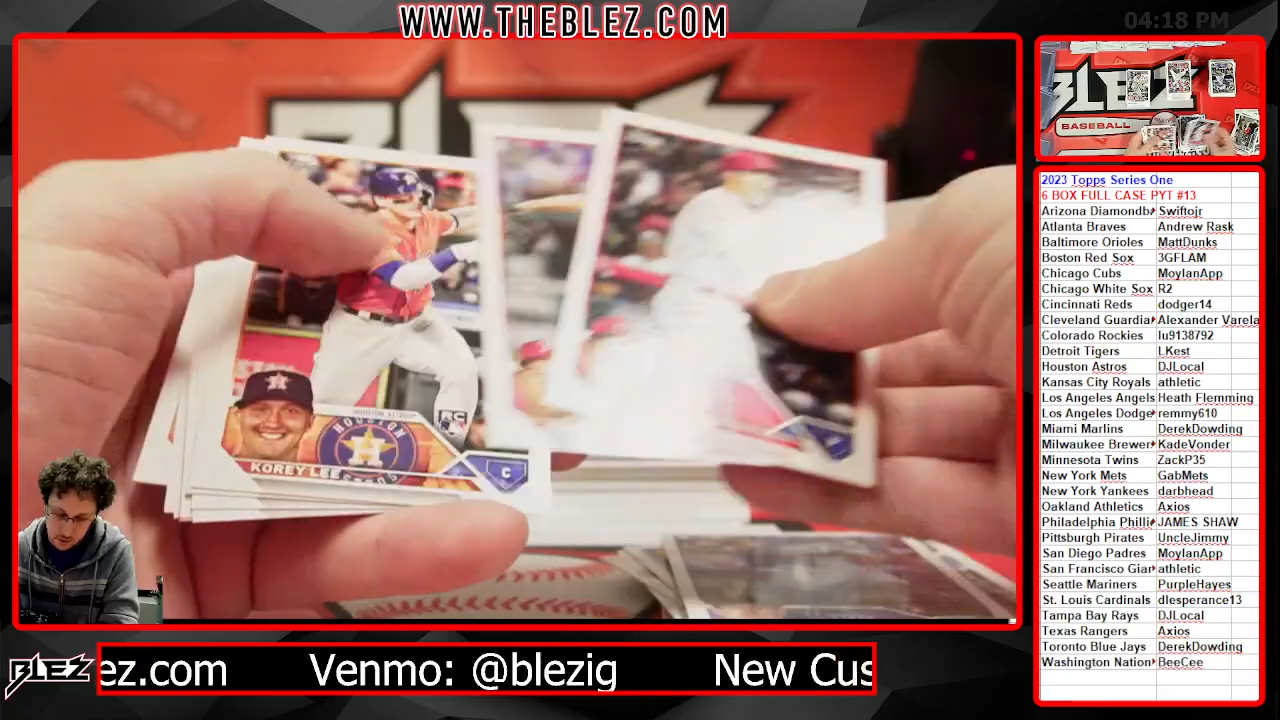 WWW.THEBLEZ.COM
04:18 PM
BLEZ
BASEBALL
HOUSTON ASTROS
HOUSTON
RC
KOREY LEE
C
2023 Topps Series One
6 BOX FULL CASE PYT #13
Arizona Diamondba Swiftojr
Atlanta Braves Andrew Rask
Baltimore Orioles MattDunks
Boston Red Sox 3GFLAM
Chicago Cubs MoylanApp
Chicago White Sox R2
Cincinnati Reds dodger14
Cleveland Guardia Alexander Varela
Colorado Rockies lu9138792
Detroit Tigers LKest
Houston Astros DJLocal
Kansas City Royals athletic
Los Angeles Angels Heath Flemming
Los Angeles Dodge remmy610
Miami Marlins DerekDowding
Milwaukee Brewer KadeVonder
Minnesota Twins ZackP35
New York Mets GabMets
New York Yankees darbhead
Oakland Athletics Axios
Philadelphia Philli JAMES SHAW
Pittsburgh Pirates UncleJimmy
San Diego Padres MoylanApp
San Francisco Gian athletic
Seattle Mariners PurpleHayes
St. Louis Cardinals dlesperance13
Tampa Bay Rays DJLocal
Texas Rangers Axios
Toronto Blue Jays DerekDowding
Washington Nation BeeCee
BLEZ
ez.com Venmo: @blezig New Cus